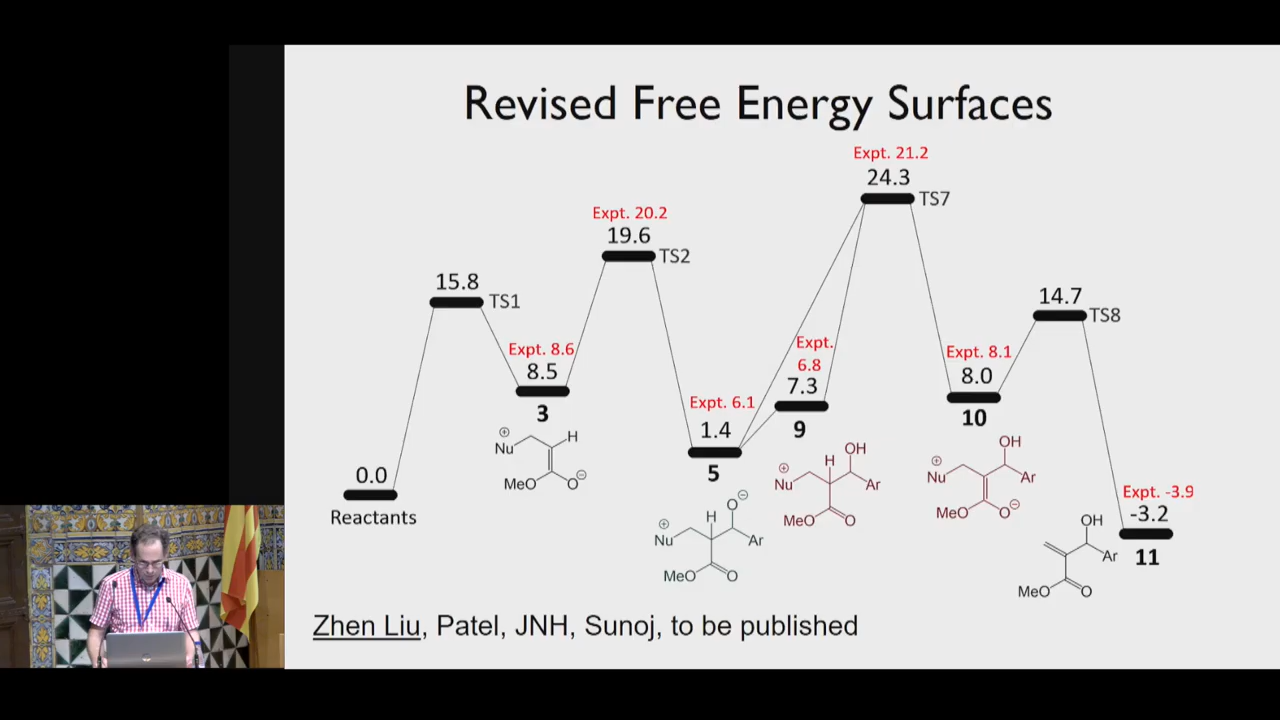 Revised Free Energy Surfaces
Expt. 21.2
24.3
TS7
Expt. 20.2
19.6
TS2
15.8
TS1
14.7
TS8
Expt. 8.6
8.5
3
Expt.
6.8
7.3
9
Expt. 8.1
8.0
10
Expt. 6.1
1.4
5
0.0
Reactants
Expt. -3.9
-3.2
11
⊕
Nu
H
MeO
O⊖
⊕
Nu
H
O⊖
Ar
MeO
O
⊕
Nu
H
OH
Ar
MeO
O
⊕
Nu
OH
Ar
MeO
O⊖
OH
Ar
MeO
O
Zhen Liu, Patel, JNH, Sunoj, to be published